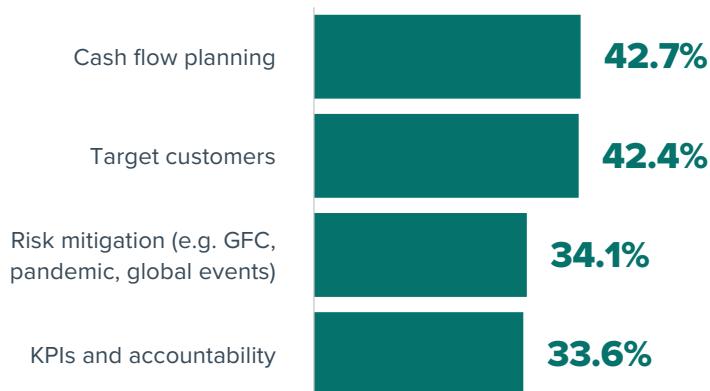 Cash flow planning
42.7%
Target customers
42.4%
Risk mitigation (e.g. GFC,
pandemic, global events)
34.1%
KPIs and accountability
33.6%